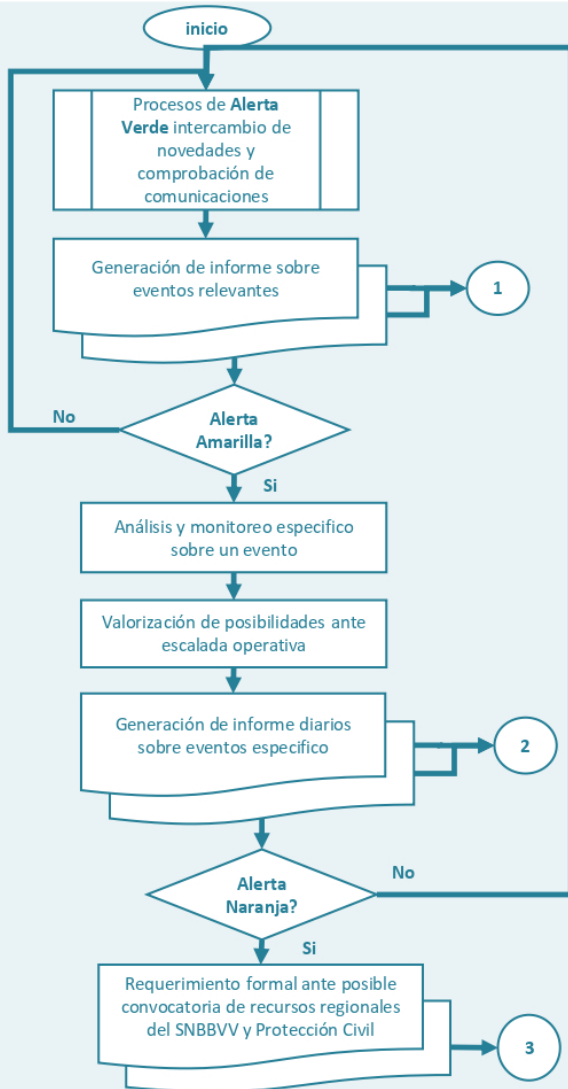 inicio
Procesos de Alerta
Verde intercambio de
novedades y
comprobación de
comunicaciones
Generación de informe sobre
eventos relevantes
1
No
Alerta
Amarilla?
Si
Análisis y monitoreo especifico
sobre un evento
Valorización de posibilidades ante
escalada operativa
Generación de informe diarios
sobre eventos especifico
2
Alerta
Naranja?
No
Si
Requerimiento formal ante posible
convocatoria de recursos regionales
del SNBBVV y Protección Civil
3